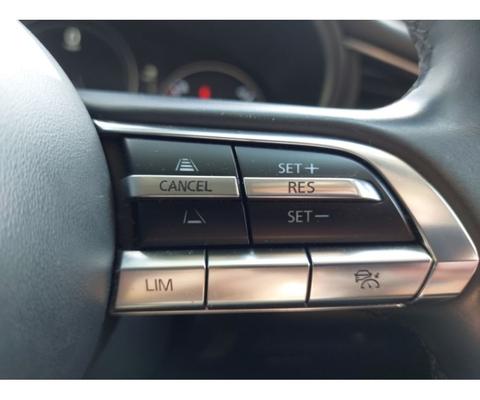 SET+
CANCEL RES
SET-
LIM